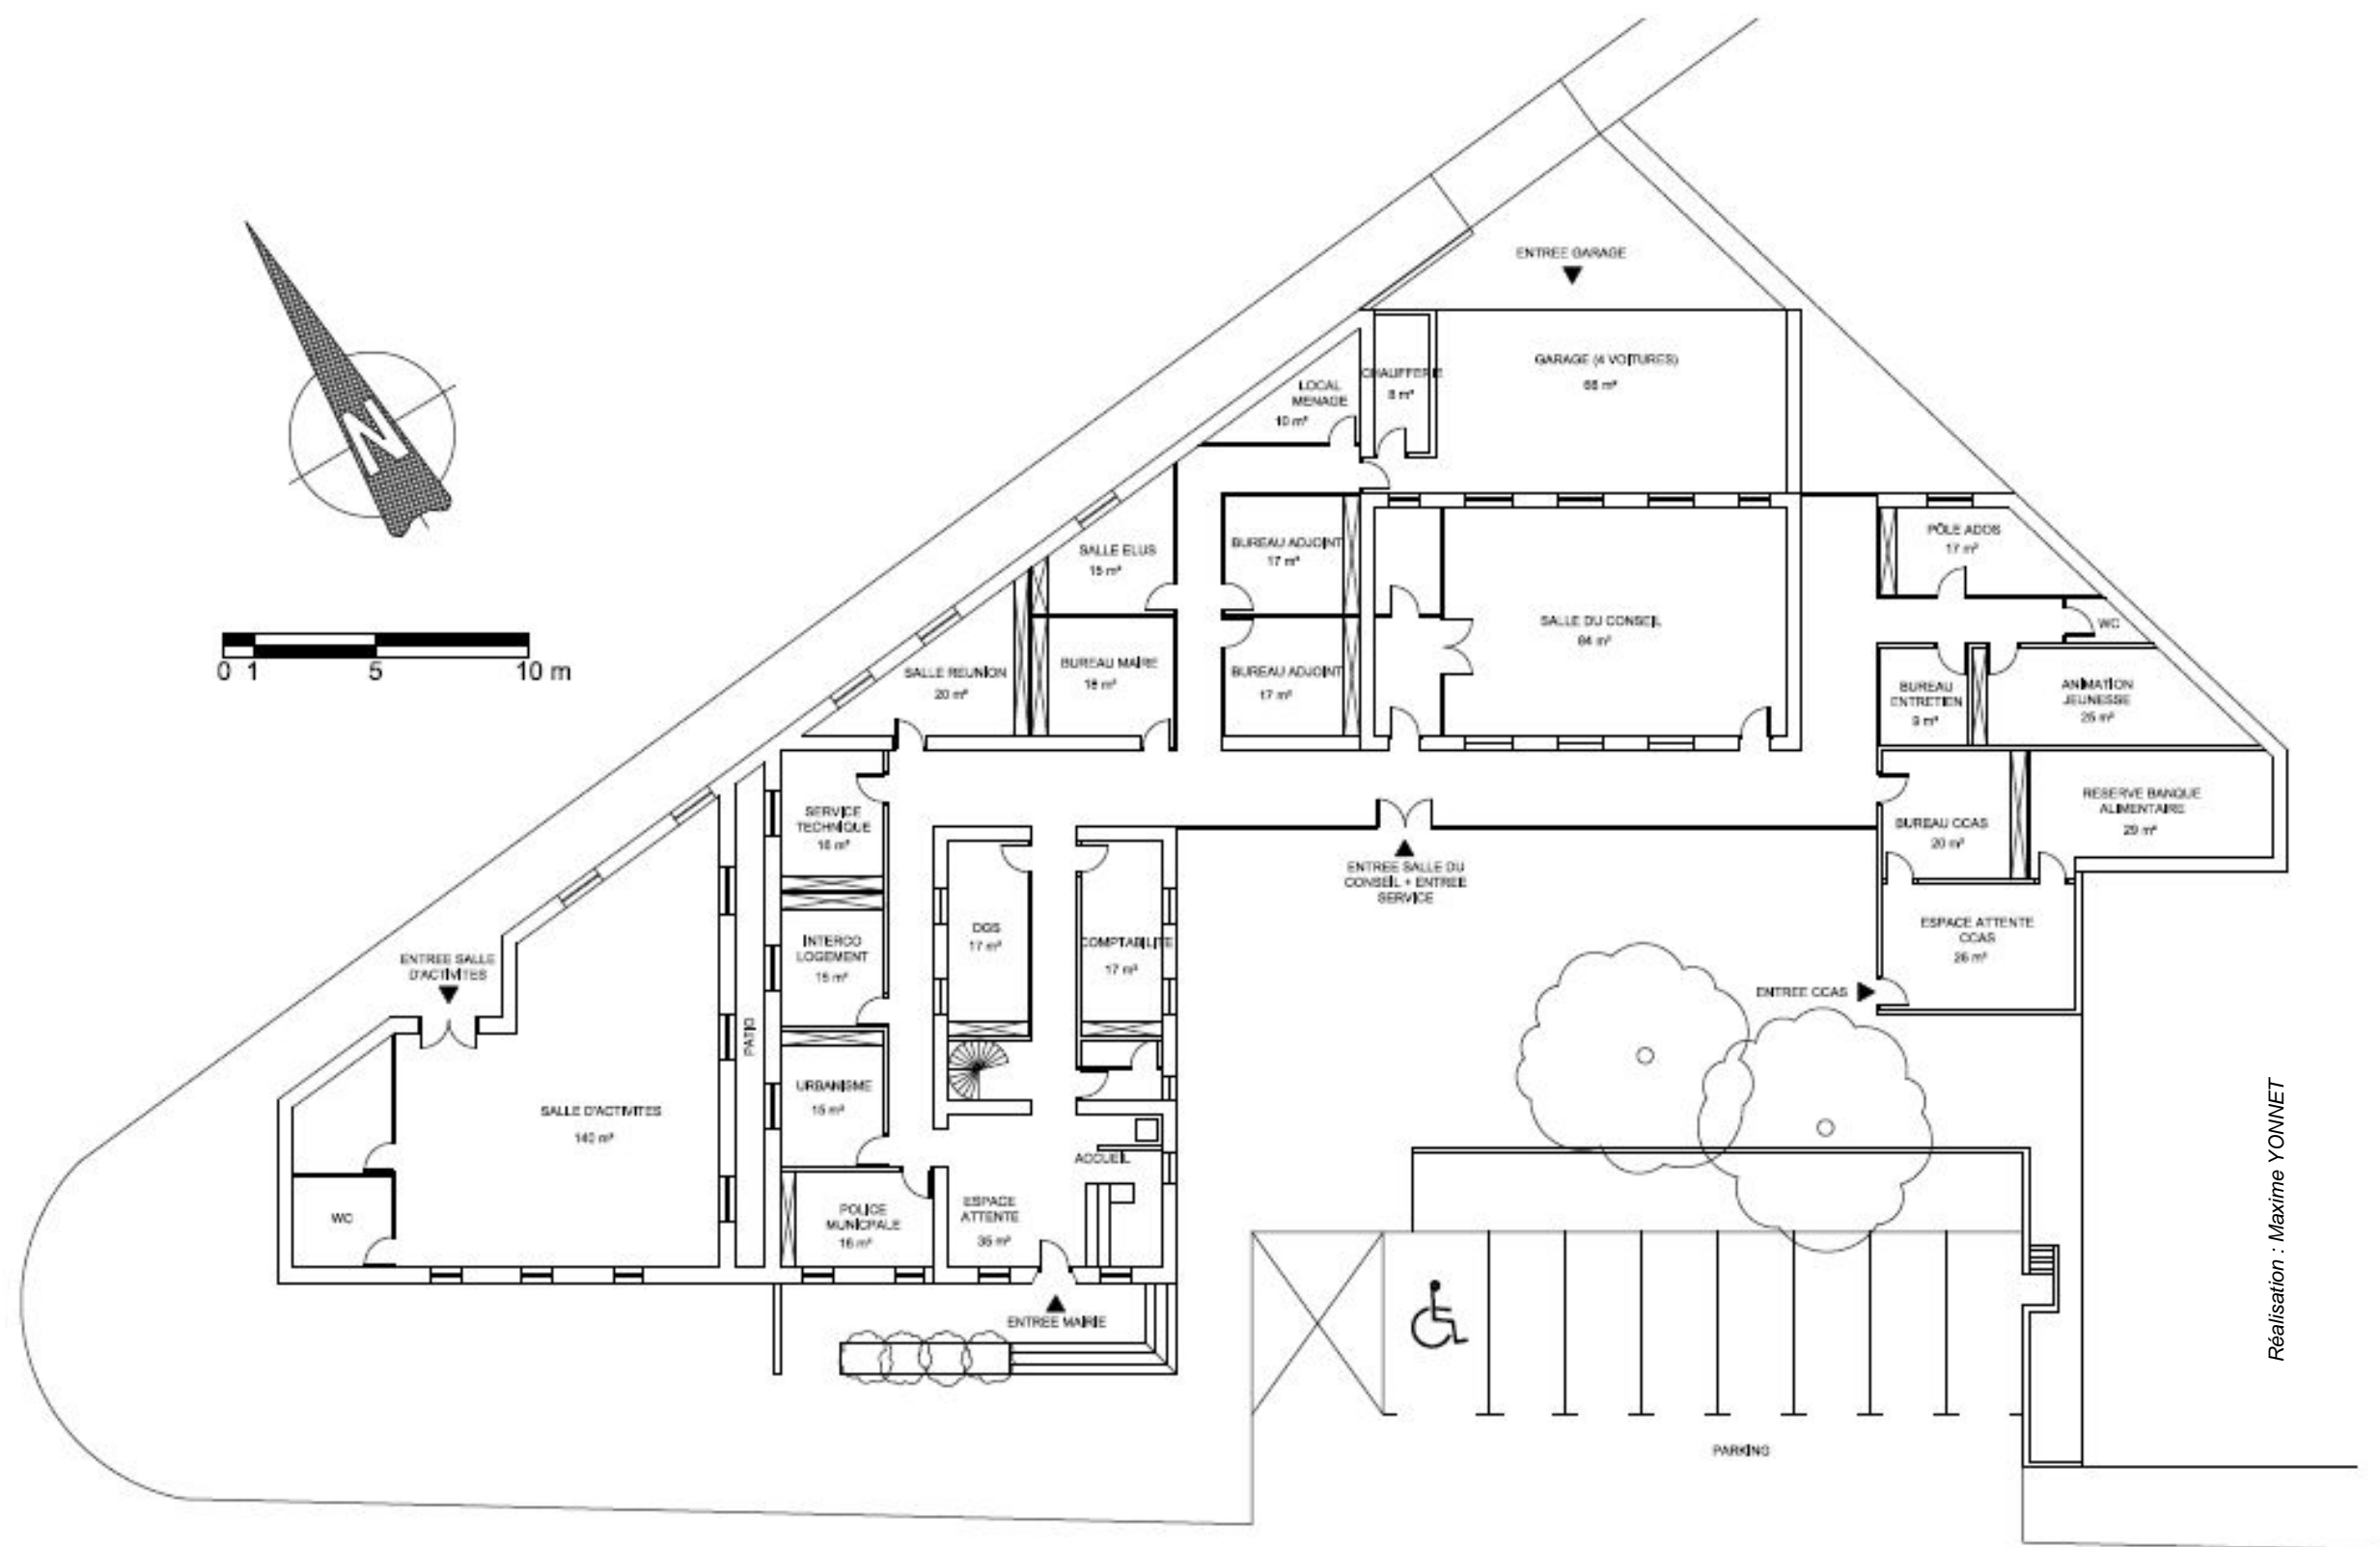 ENTREE GARAGE
GARAGE (4 VOITURES)
66 m²
CHAUFFERIE
8 m²
LOCAL
MENAGE
10 m²
N
0 1 5 10 m
SALLE ELUS
15 m²
BUREAU ADJOINT
17 m²
PÔLE ADOS
17 m²
SALLE DU CONSEIL
84 m²
WC
SALLE REUNION
20 m²
BUREAU MAIRE
18 m²
BUREAU ADJOINT
17 m²
BUREAU
ENTRETIEN
9 m²
ANIMATION
JEUNESSE
25 m²
SERVICE
TECHNIQUE
16 m²
RESERVE BANQUE
ALIMENTAIRE
29 m²
BUREAU CCAS
20 m²
ENTREE SALLE DU
CONSEIL + ENTREE
SERVICE
DGS
17 m²
COMPTABILITE
17 m²
INTERCO
LOGEMENT
15 m²
ESPACE ATTENTE
CCAS
26 m²
ENTREE SALLE
D'ACTIVITES
ENTREE CCAS
PATIO
URBANISME
15 m²
SALLE D'ACTIVITES
140 m²
ACCUEIL
WC
POLICE
MUNICPALE
16 m²
ESPACE
ATTENTE
35 m²
ENTREE MAIRIE
PARKING
Réalisation : Maxime YONNET